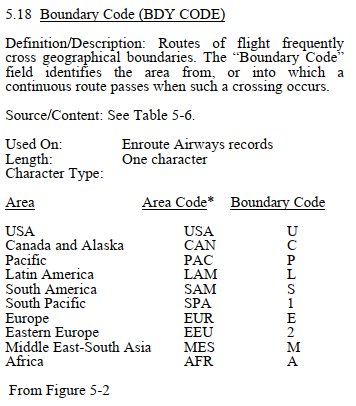 5.18 Boundary Code (BDY CODE)
Definition/Description: Routes of flight frequently
cross geographical boundaries. The “Boundary Code”
field identifies the area from, or into which a
continuous route passes when such a crossing occurs.
Source/Content: See Table 5-6.
Used On: Enroute Airways records
Length: One character
Character Type:
Area Area Code* Boundary Code
USA USA U
Canada and Alaska CAN C
Pacific PAC P
Latin America LAM L
South America SAM S
South Pacific SPA 1
Europe EUR E
Eastern Europe EEU 2
Middle East-South Asia MES M
Africa AFR A
From Figure 5-2